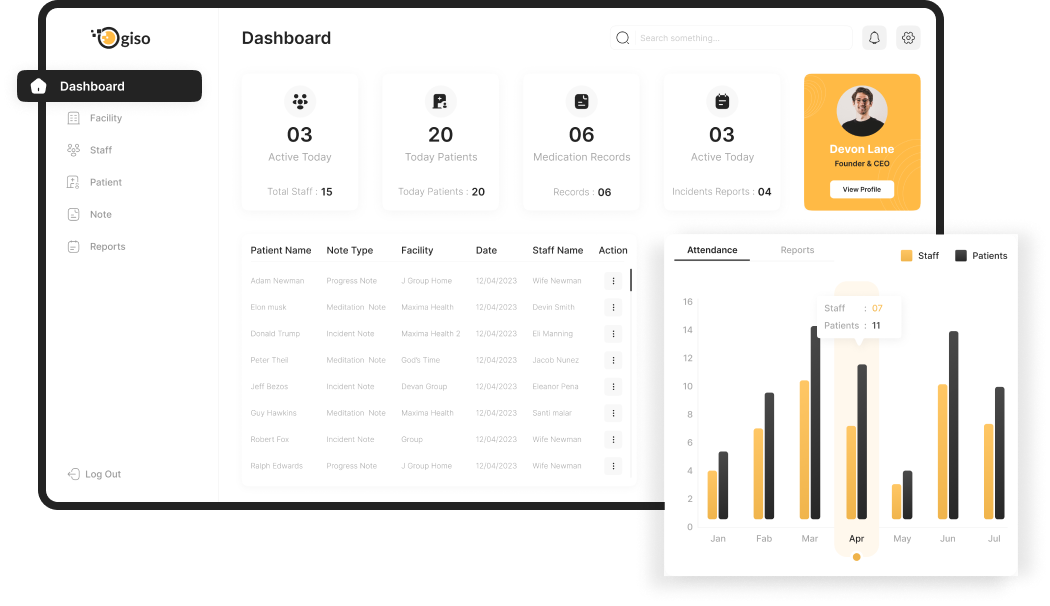 giso
Dashboard
Search something...
Dashboard
Facility
Staff
Patient
Note
Reports
Log Out
03
Active Today
Total Staff : 15
20
Today Patients
Today Patients : 20
06
Medication Records
Records : 06
03
Active Today
Incidents Reports : 04
Devon Lane
Founder & CEO
View Profile
Patient Name Note Type Facility Date Staff Name Action
Adam Newman Progress Note J Group Home 12/04/2023 Wife Newman
Elon musk Meditation Note Maxima Health 12/04/2023 Devin Smith
Donald Trump Incident Note Maxima Health 2 12/04/2023 Eli Manning
Peter Theil Meditation Note God's Time 12/04/2023 Jacob Nunez
Jeff Bezos Incident Note Devan Group 12/04/2023 Eleanor Pena
Guy Hawkins Meditation Note Maxima Health 12/04/2023 Santi maiar
Robert Fox Incident Note Group 12/04/2023 Wife Newman
Ralph Edwards Progress Note J Group Home 12/04/2023 Wife Newman
Attendance Reports
Staff Patients
Staff : 07
Patients : 11
16
14
12
10
8
6
4
2
0
Jan Fab Mar Apr May Jun Jul